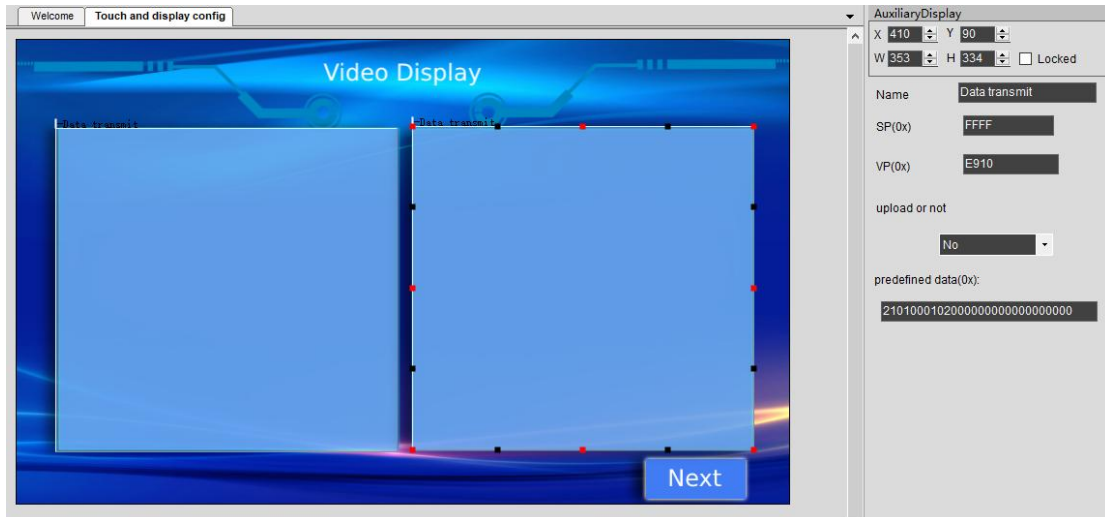 Welcome
Touch and display config
Video Display
Data transmit
Data transmit
Next
AuxiliaryDisplay
X 410 Y 90
W 353 H 334 Locked
Name Data transmit
SP(0x) FFFF
VP(0x) E910
upload or not
No
predefined data(0x):
2101000102000000000000000000